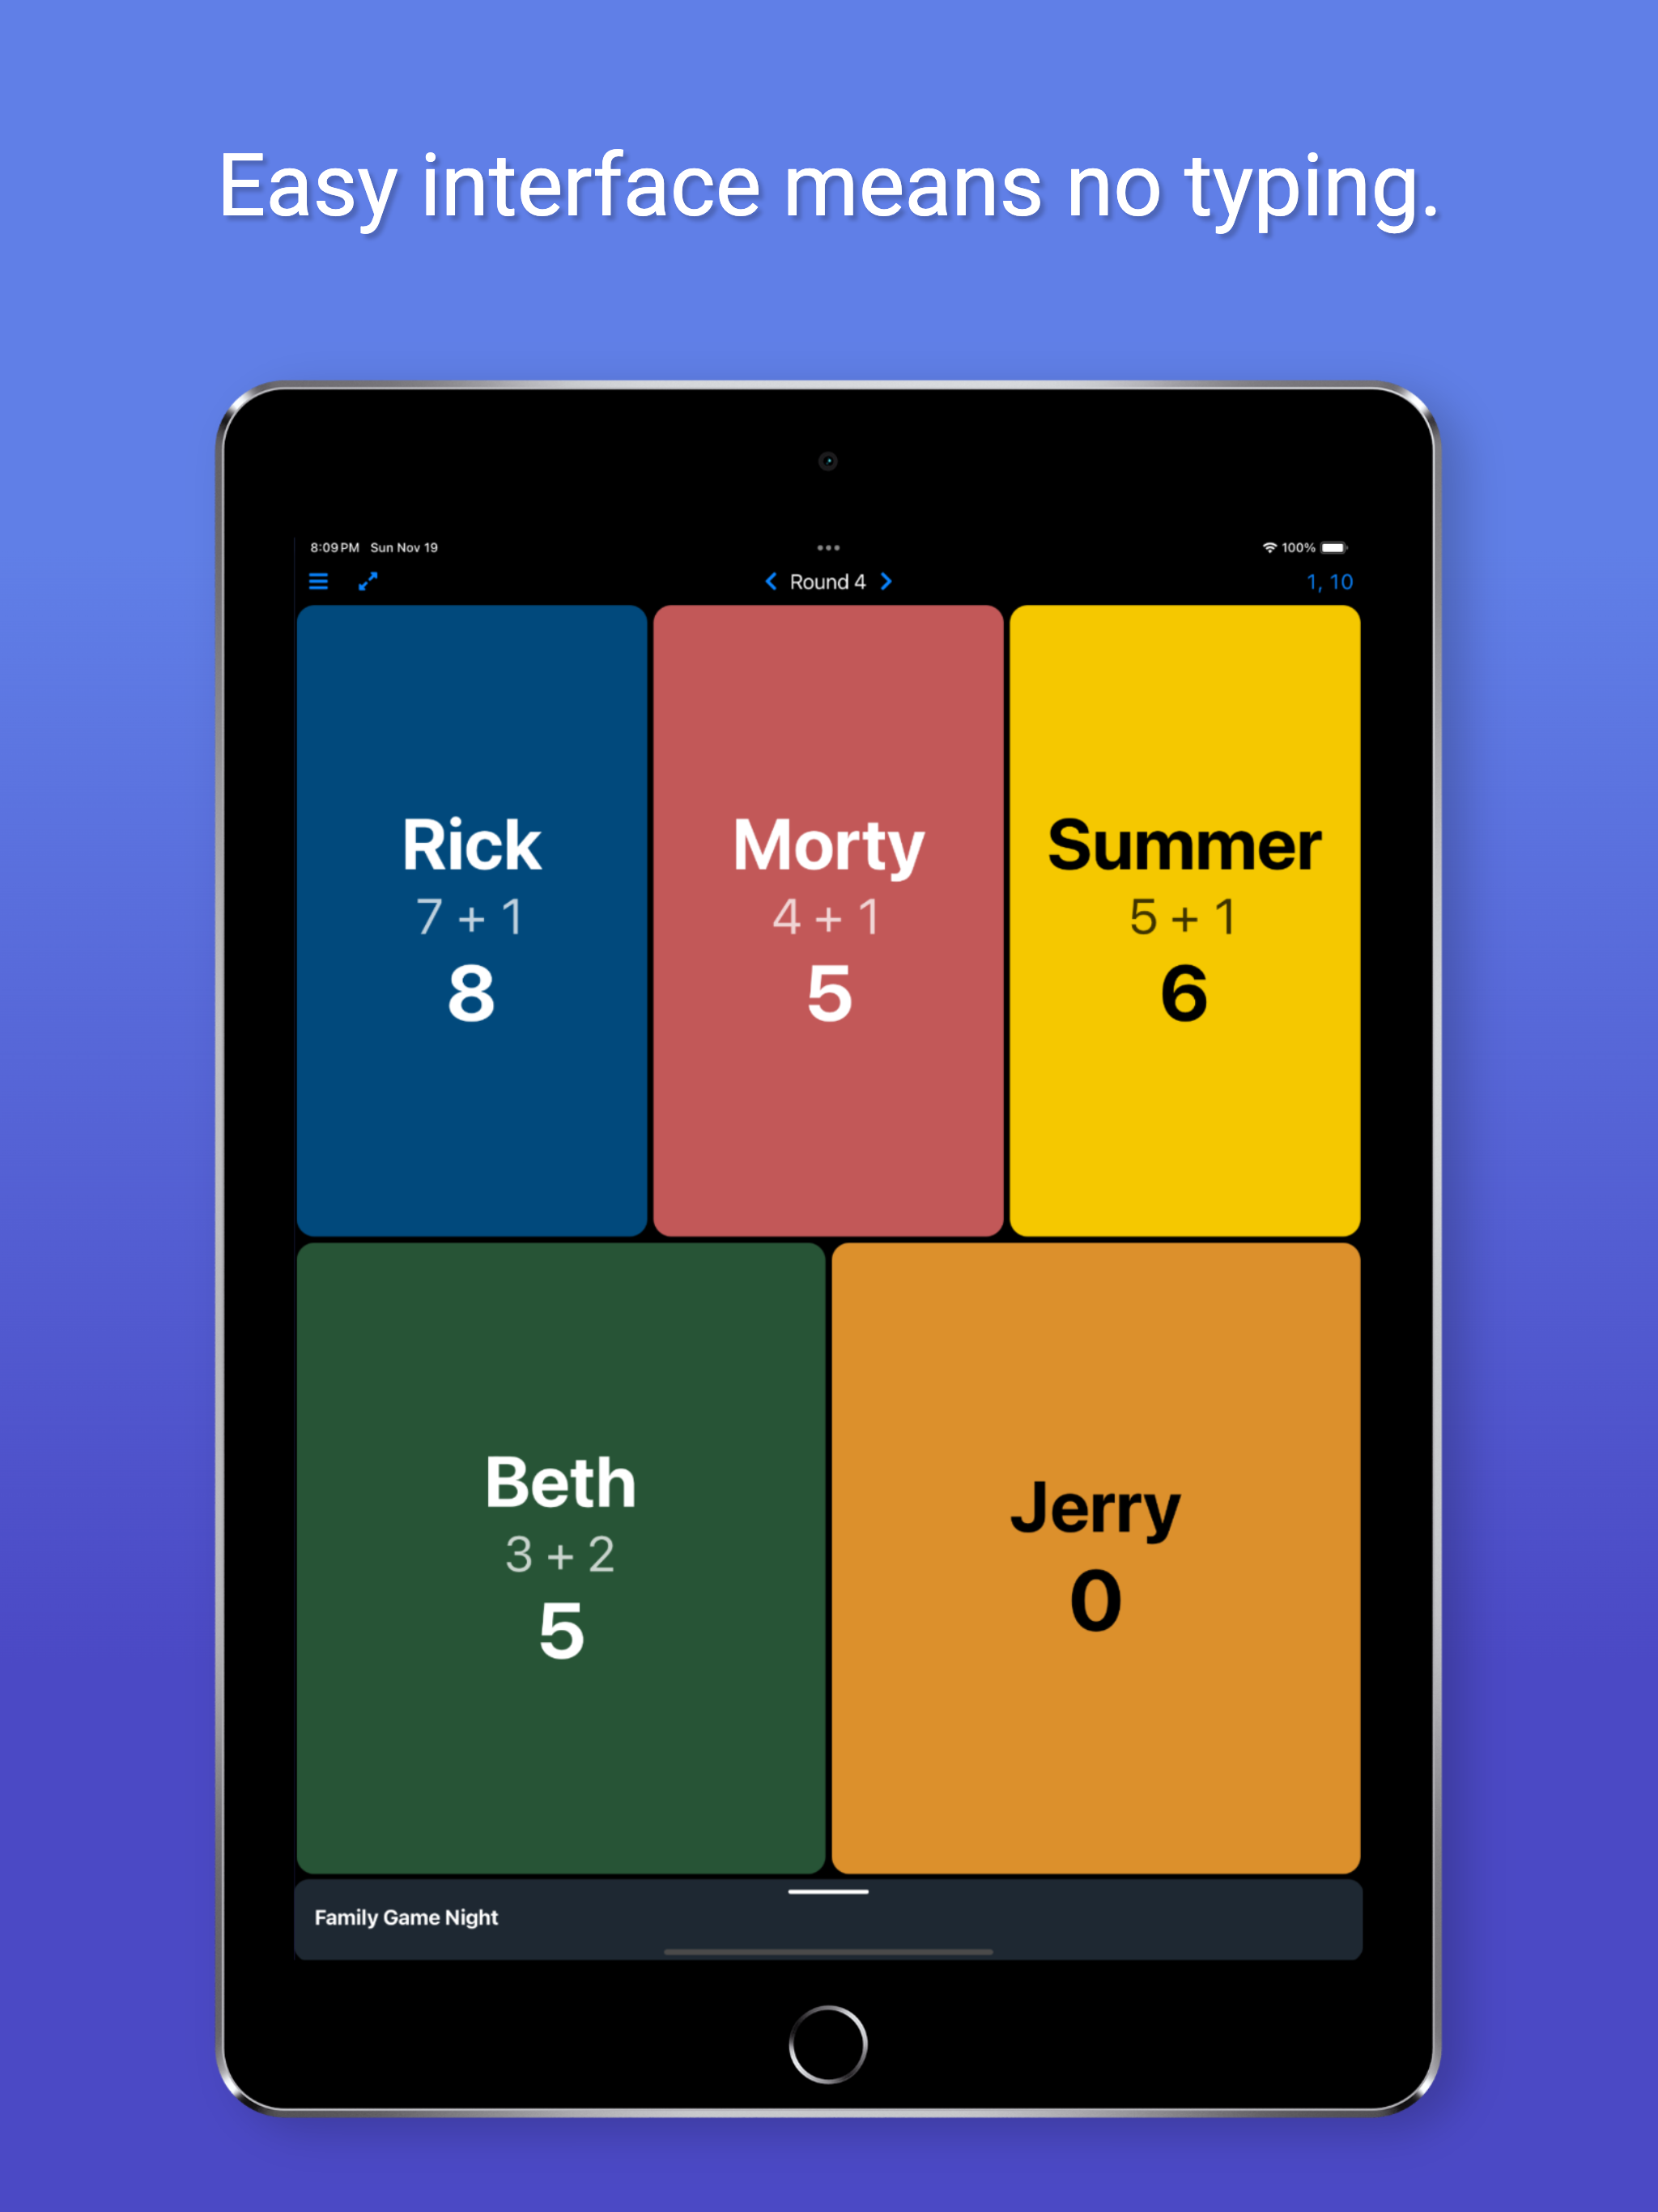 Easy interface means no typing.
8:09 PM Sun Nov 19
100%
Round 4
1, 10
Rick
7 + 1
8
Morty
4 + 1
5
Summer
5 + 1
6
Beth
3 + 2
5
Jerry
0
Family Game Night